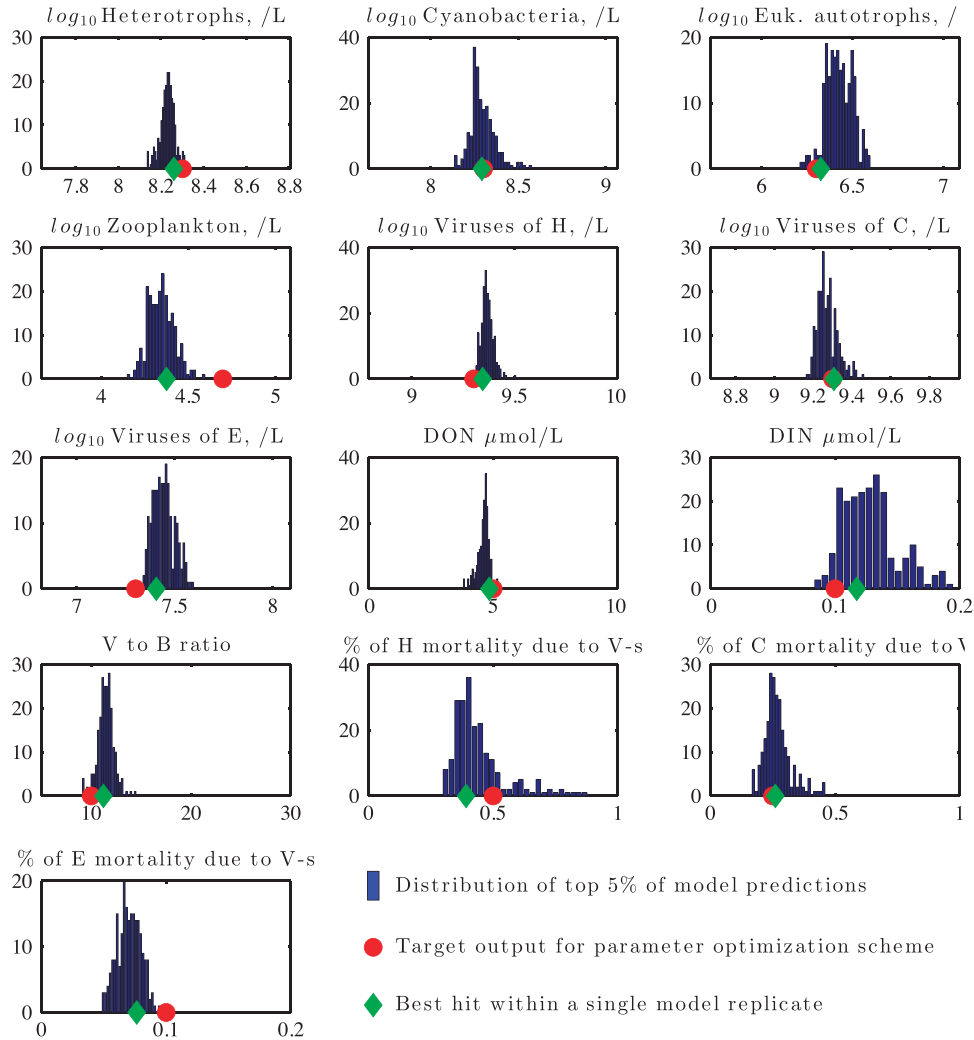 log10 Heterotrophs, /L
log10 Cyanobacteria, /L
log10 Euk. autotrophs, /
30
20
10
0
7.8 8 8.2 8.4 8.6 8.8
40
20
0
8 8.5 9
20
10
0
6 6.5 7
log10 Zooplankton, /L
log10 Viruses of H, /L
log10 Viruses of C, /L
30
20
10
0
4 4.5 5
40
20
0
9 9.5 10
30
20
10
0
8.8 9 9.2 9.4 9.6 9.8
log10 Viruses of E, /L
DON μmol/L
DIN μmol/L
20
10
0
7 7.5 8
40
20
0
0 5 10
30
20
10
0
0 0.1 0.2
V to B ratio
% of H mortality due to V-s
% of C mortality due to V
30
20
10
0
10 20 30
40
20
0
0 0.5 1
30
20
10
0
0 0.5 1
% of E mortality due to V-s
20
10
0
0 0.1 0.2
Distribution of top 5% of model predictions
Target output for parameter optimization scheme
Best hit within a single model replicate